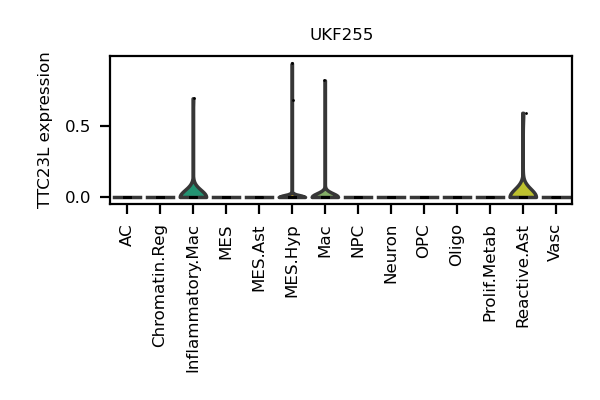 UKF255
TTC23L expression
0.5
0.0
AC
Chromatin.Reg
Inflammatory.Mac
MES
MES.Ast
MES.Hyp
Mac
NPC
Neuron
OPC
Oligo
Prolif.Metab
Reactive.Ast
Vasc